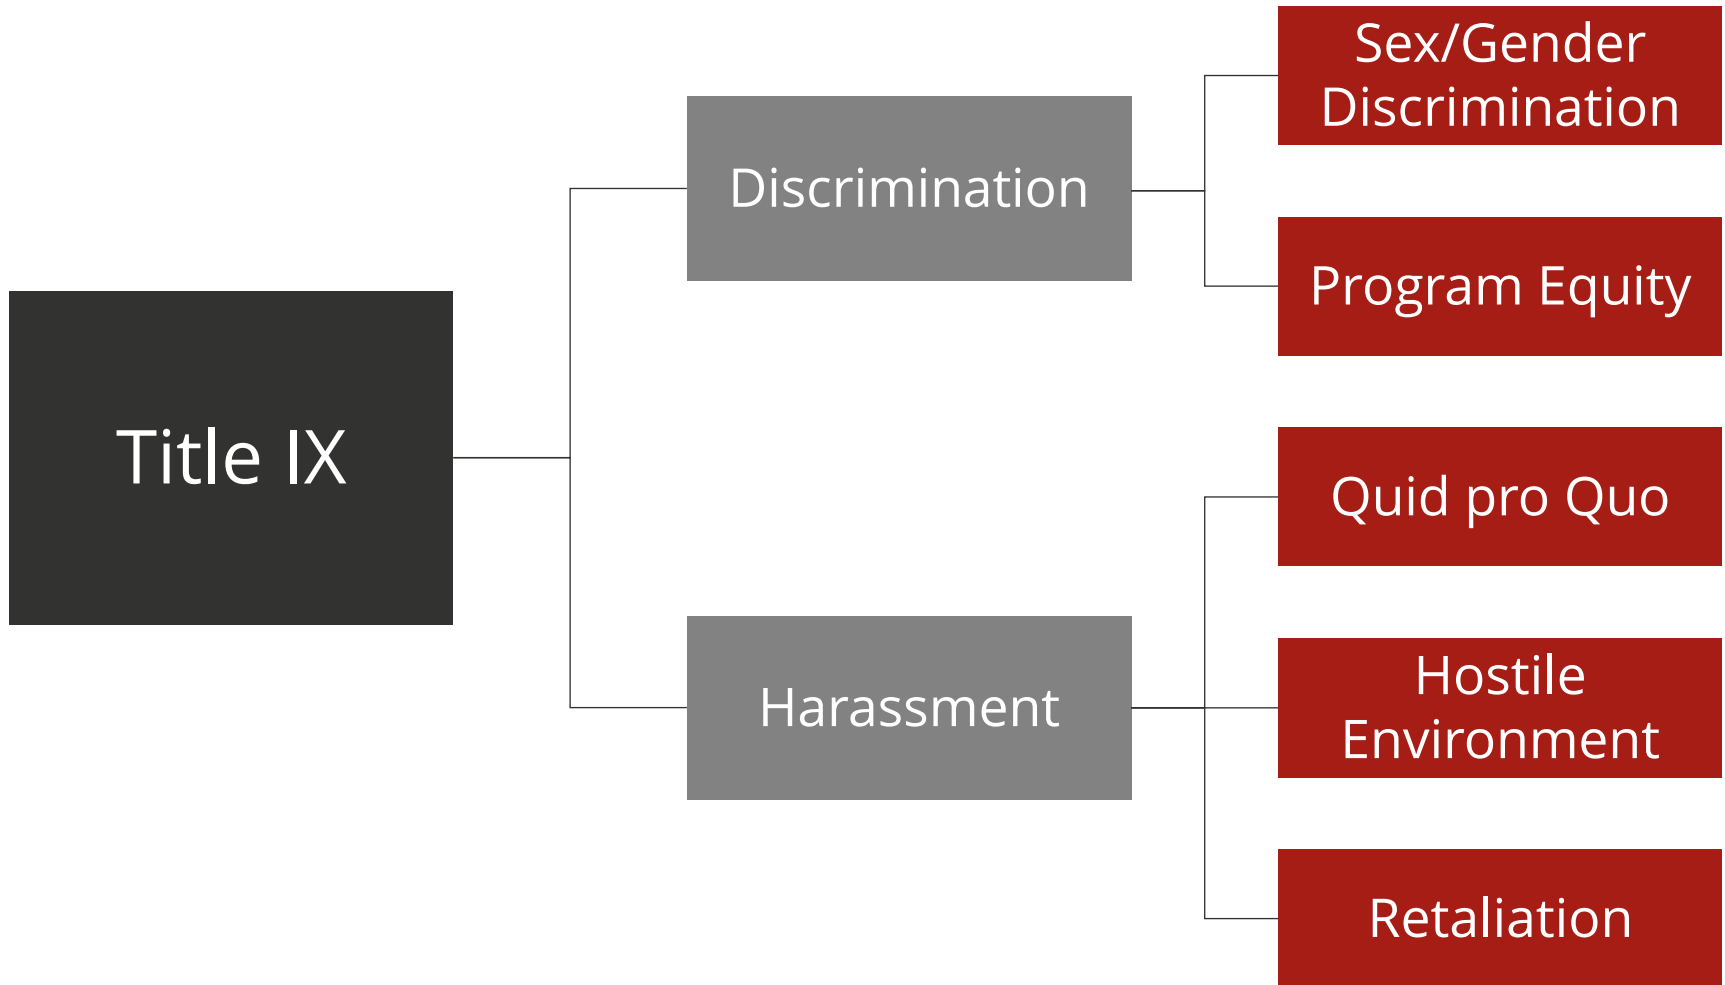 Title IX
Discrimination
Sex/Gender
Discrimination
Program Equity
Harassment
Quid pro Quo
Hostile
Environment
Retaliation